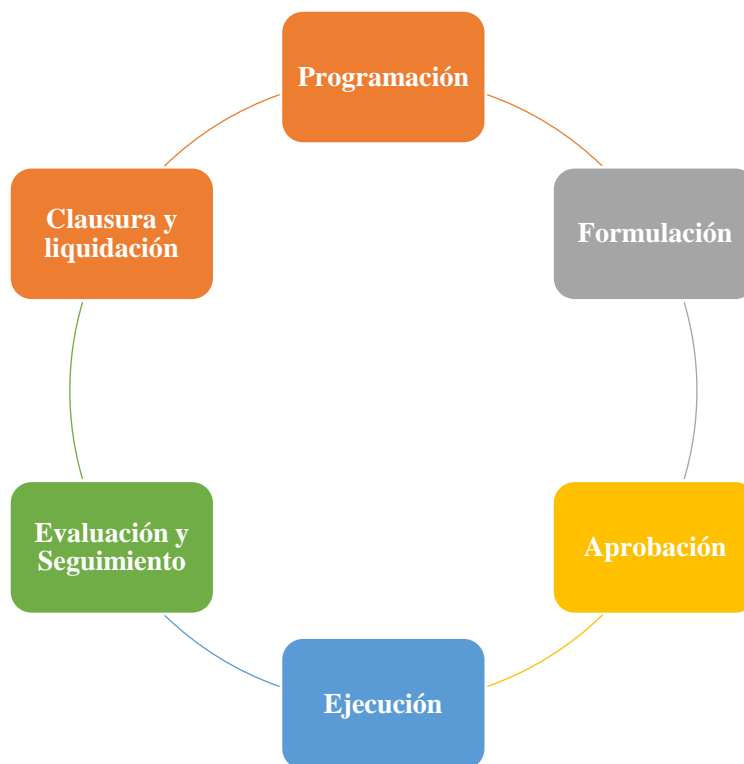 Programación
Formulación
Aprobación
Ejecución
Evaluación y
Seguimiento
Clausura y
liquidación